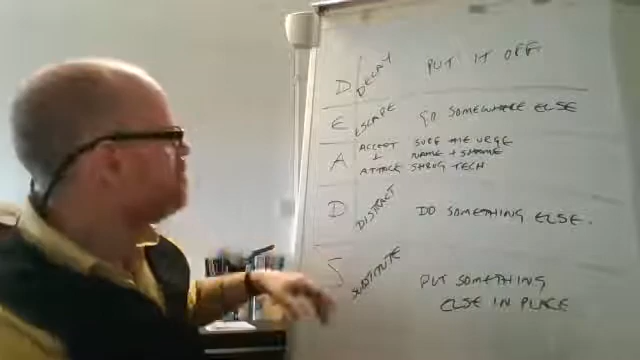 D DECAY PUT IT OFF.
E ESCAPE GO SOMEWHERE ELSE
A ACCEPT SURF THE URGE
NAME + SHAME
ATTACK SHRUG TECH
D DISTRACT DO SOMETHING ELSE.
S SUBSTITUTE PUT SOMETHING
ELSE IN PLACE